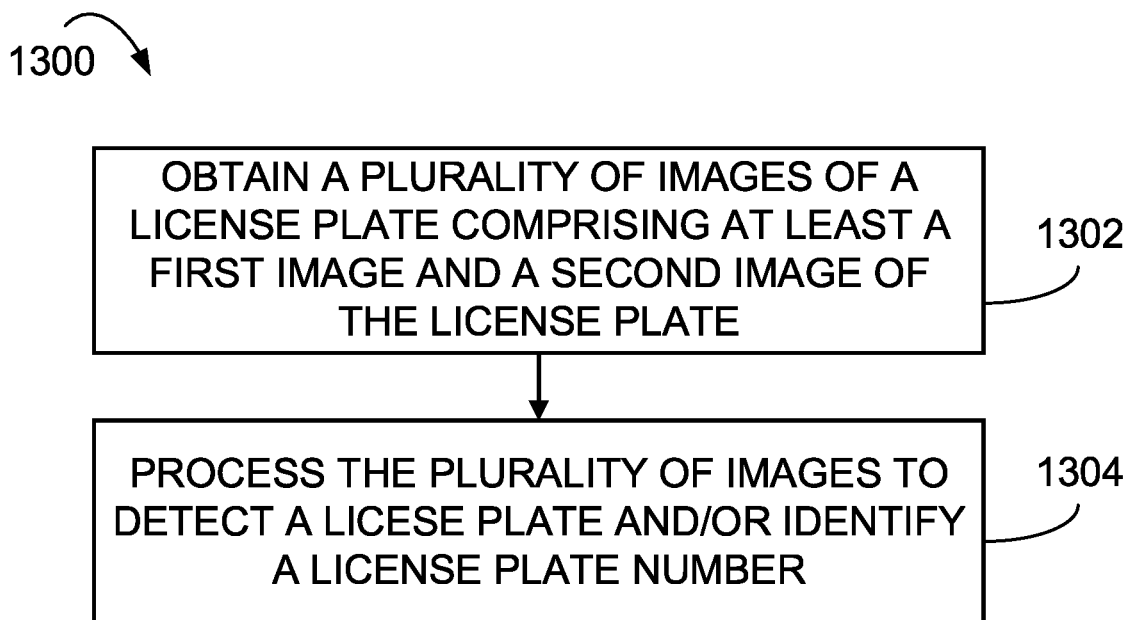 1300
OBTAIN A PLURALITY OF IMAGES OF A
LICENSE PLATE COMPRISING AT LEAST A
FIRST IMAGE AND A SECOND IMAGE OF
THE LICENSE PLATE
1302
PROCESS THE PLURALITY OF IMAGES TO
DETECT A LICESE PLATE AND/OR IDENTIFY
A LICENSE PLATE NUMBER
1304